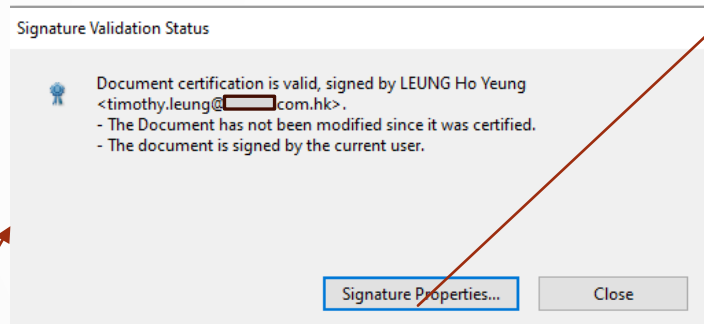 Signature Validation Status
Document certification is valid, signed by LEUNG Ho Yeung
<timothy.leung@ com.hk>.
- The Document has not been modified since it was certified.
- The document is signed by the current user.
Signature Properties... Close